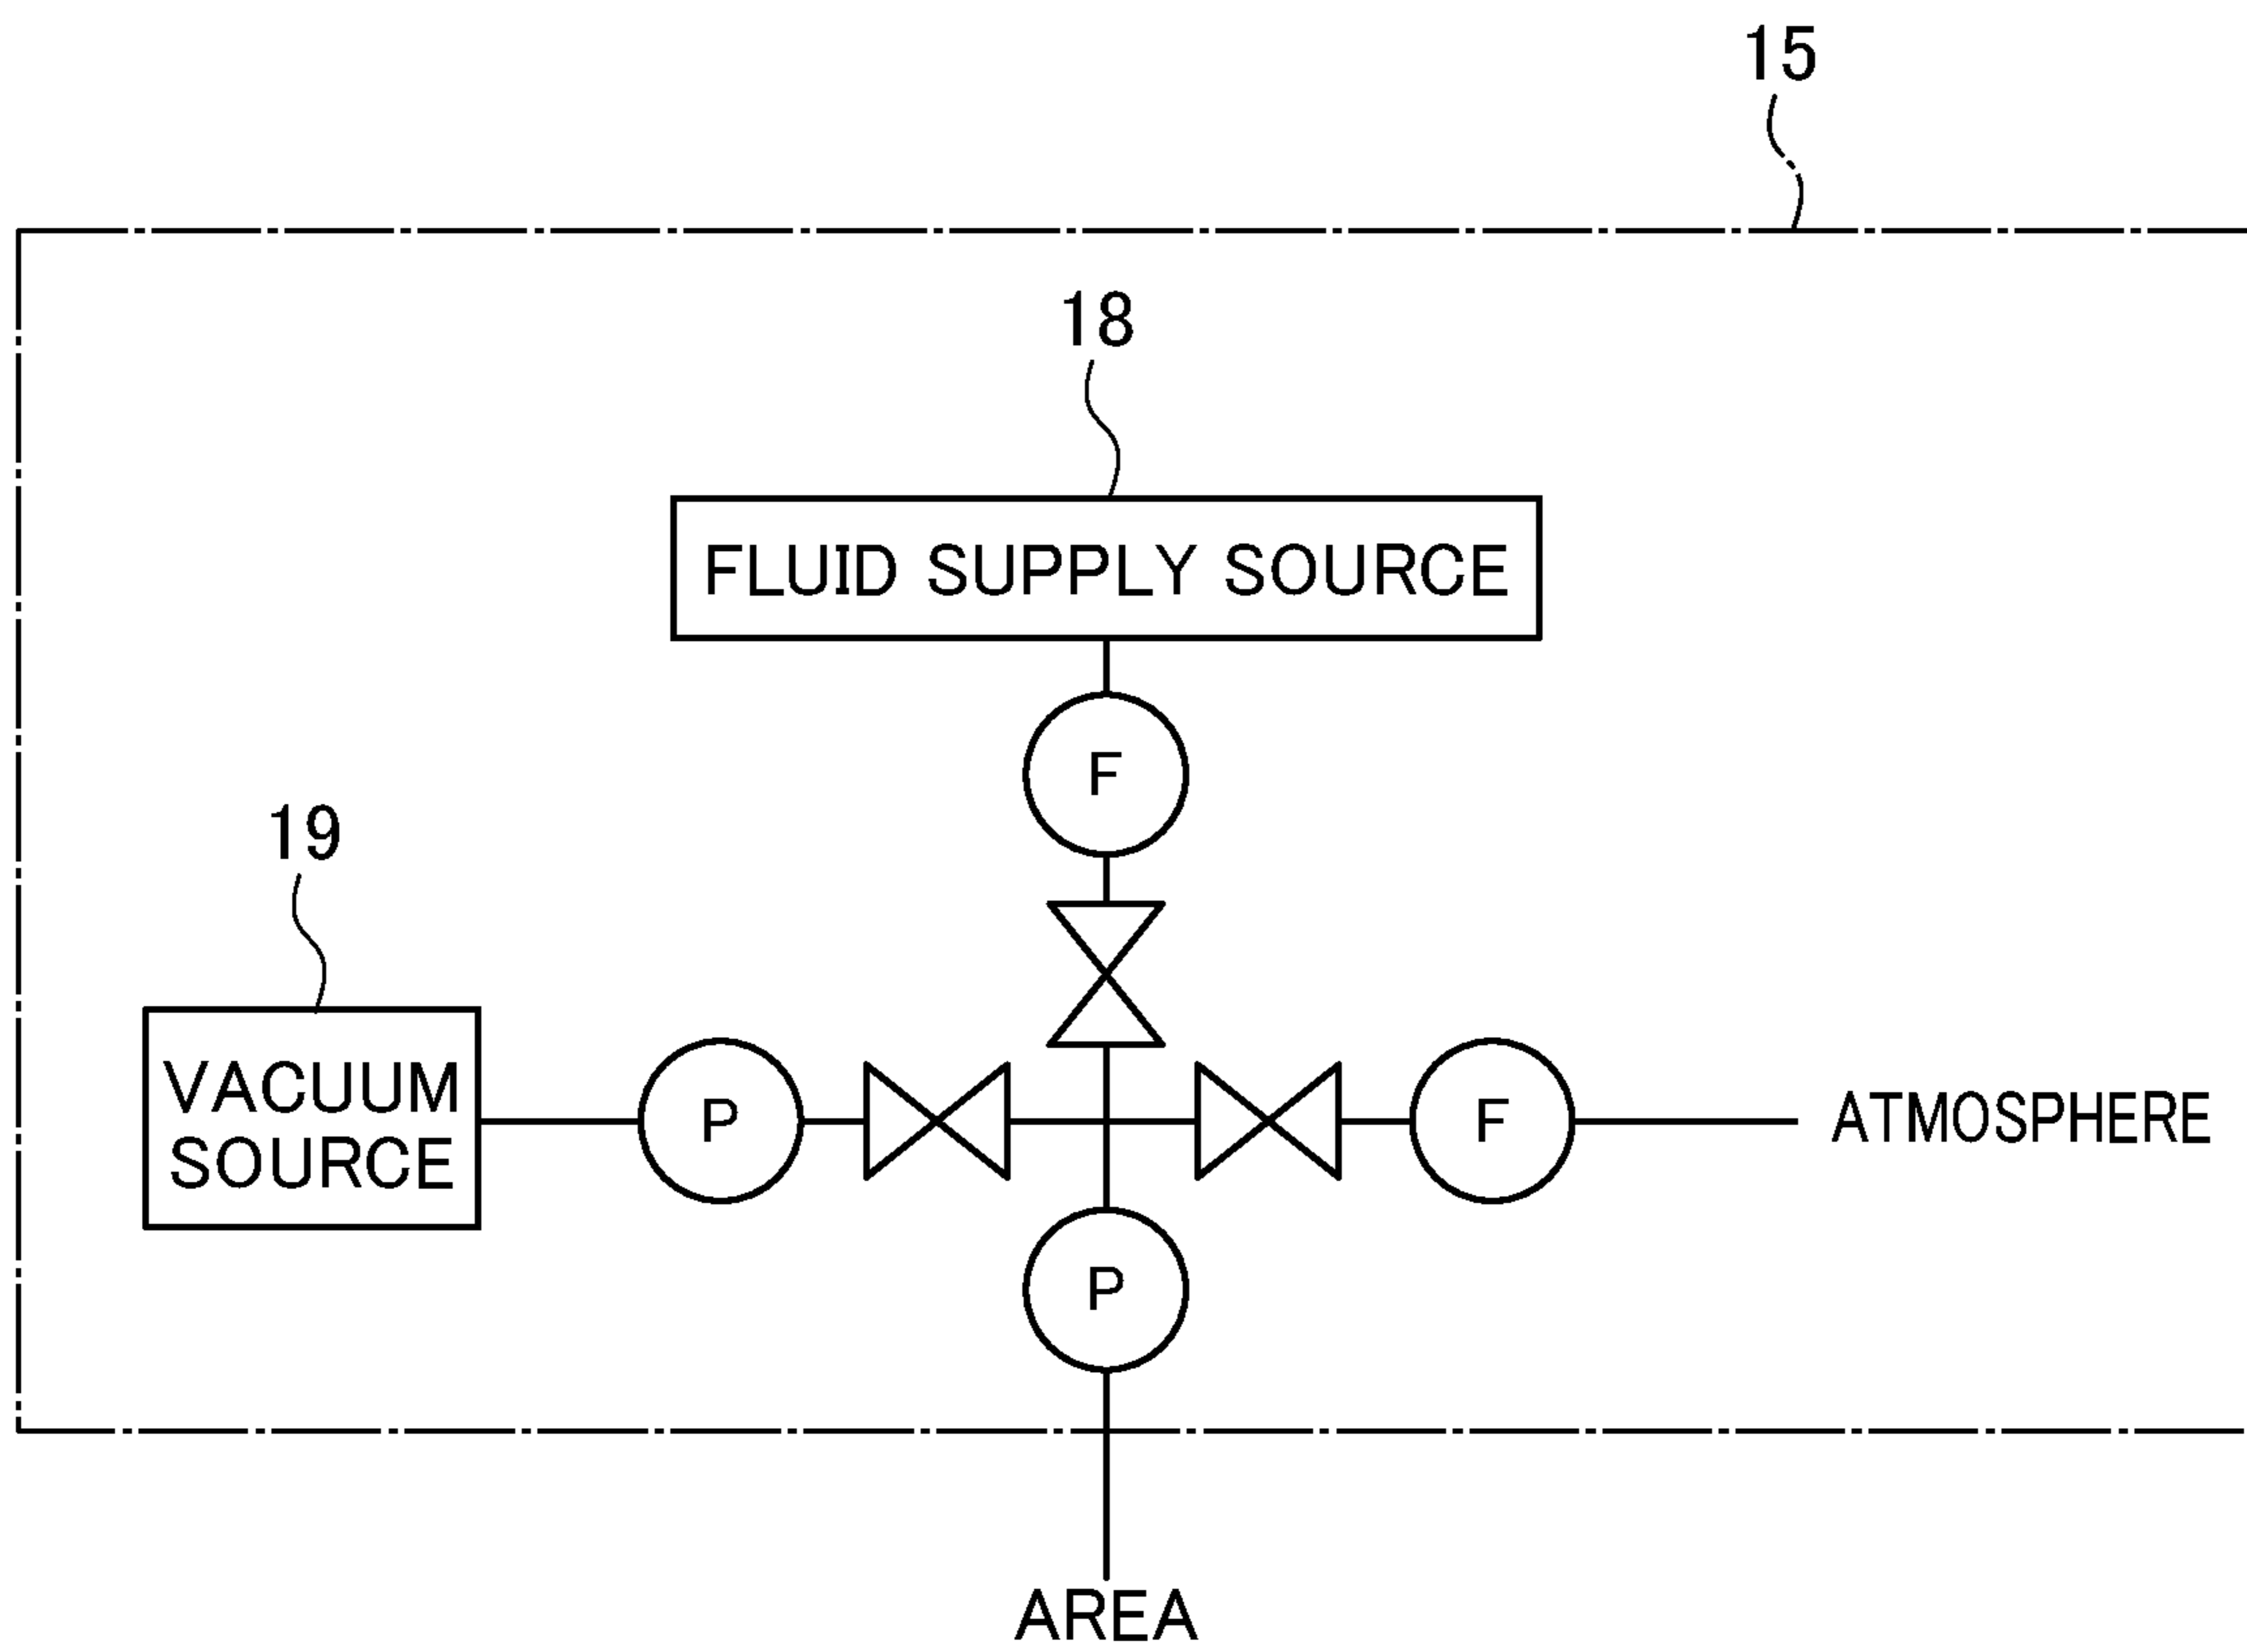 15
18
FLUID SUPPLY SOURCE
F
19
VACUUM
SOURCE
P
F
ATMOSPHERE
P
AREA